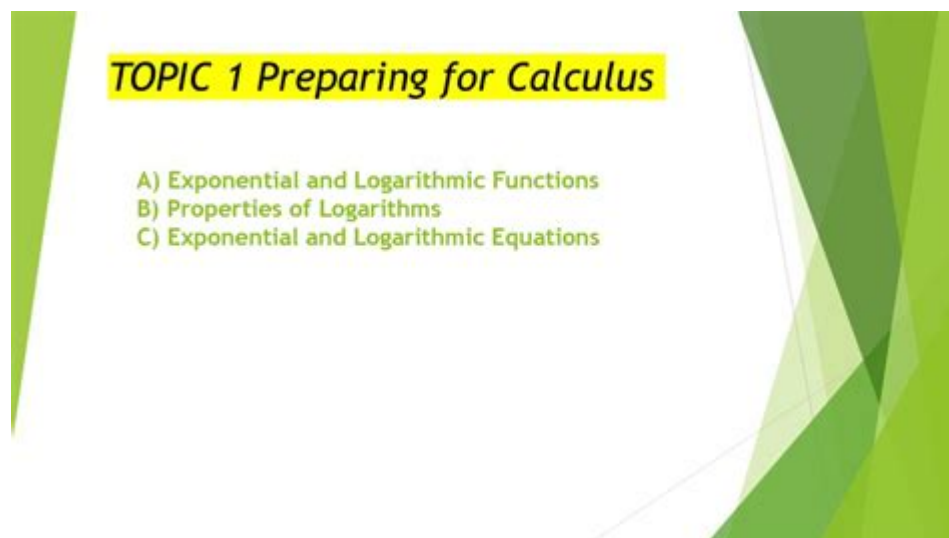 TOPIC 1 Preparing for Calculus
A) Exponential and Logarithmic Functions
B) Properties of Logarithms
C) Exponential and Logarithmic Equations